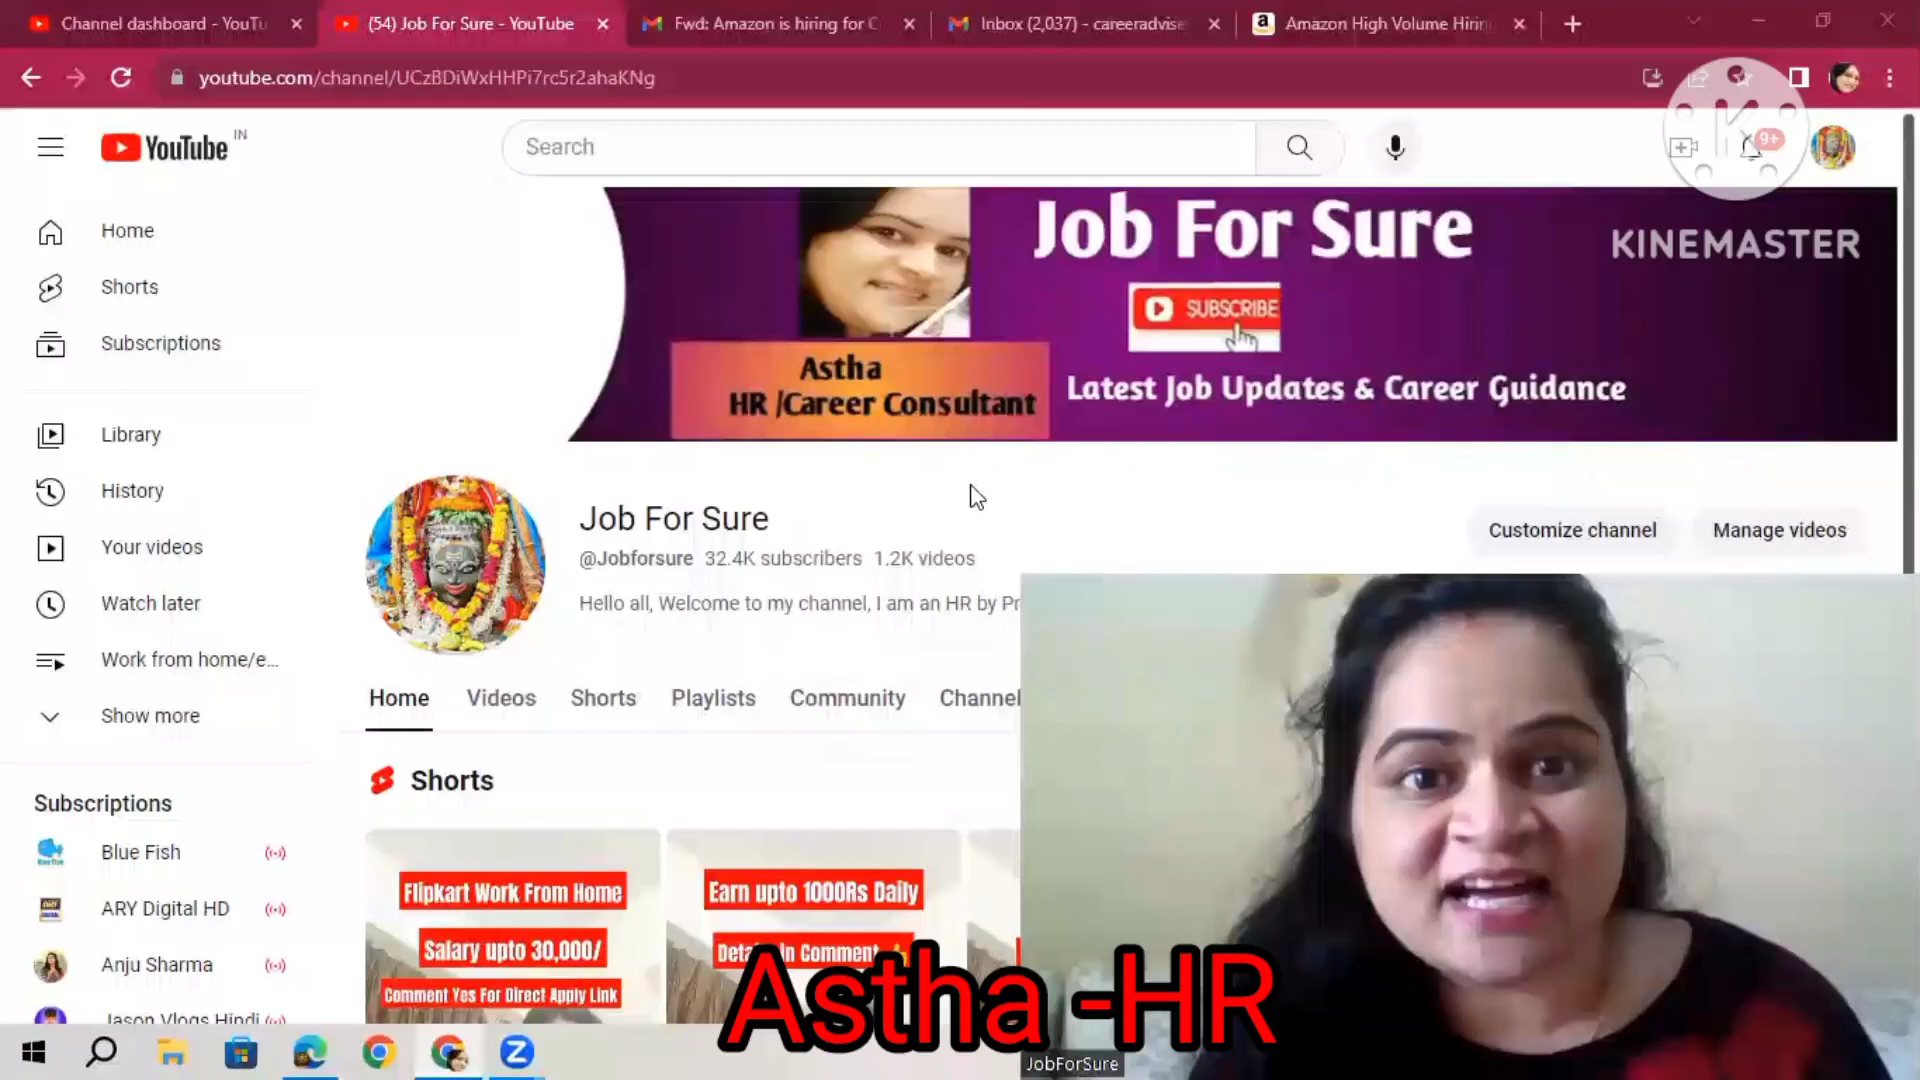 Channel dashboard - YouTu
(54) Job For Sure - YouTube
Fwd: Amazon is hiring for C
Inbox (2,037) - careeradvise
Amazon High Volume Hirin
youtube.com/channel/UCzBDiWxHHPi7rc5r2ahaKNg
YouTube IN
Search
9+
K
Home
Shorts
Subscriptions
Library
History
Your videos
Watch later
Work from home/e...
Show more
Subscriptions
Blue Fish
ARY Digital HD
Anju Sharma
Jason Vlogs Hindi
Job For Sure
KINEMASTER
SUBSCRIBE
Astha
HR /Career Consultant
Latest Job Updates & Career Guidance
Job For Sure
@Jobforsure 32.4K subscribers 1.2K videos
Hello all, Welcome to my channel, I am an HR by Pr
Customize channel
Manage videos
Home Videos Shorts Playlists Community Channel
Shorts
Flipkart Work From Home
Salary upto 30,000/
Comment Yes For Direct Apply Link
Earn upto 1000Rs Daily
In Comment
Astha -HR
JobForSure